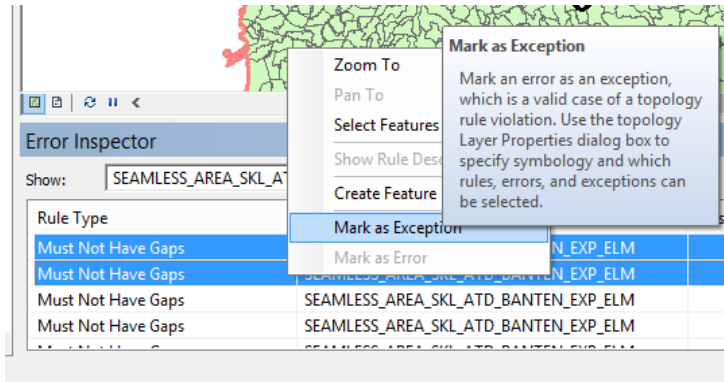 Mark as Exception
Mark an error as an exception,
which is a valid case of a topology
rule violation. Use the topology
Layer Properties dialog box to
specify symbology and which
rules, errors, and exceptions can
be selected.
Zoom To
Pan To
Select Features
Show Rule Desc
Create Feature
Mark as Exception
Mark as Error
Error Inspector
Show: SEAMLESS_AREA_SKL_AT
Rule Type
Must Not Have Gaps N_EXP_ELM
Must Not Have Gaps SEAMLESS_AREA_SKL_ATD_BANTEN_EXP_ELM
Must Not Have Gaps SEAMLESS_AREA_SKL_ATD_BANTEN_EXP_ELM
Must Not Have Gaps SEAMLESS_AREA_SKL_ATD_BANTEN_EXP_ELM